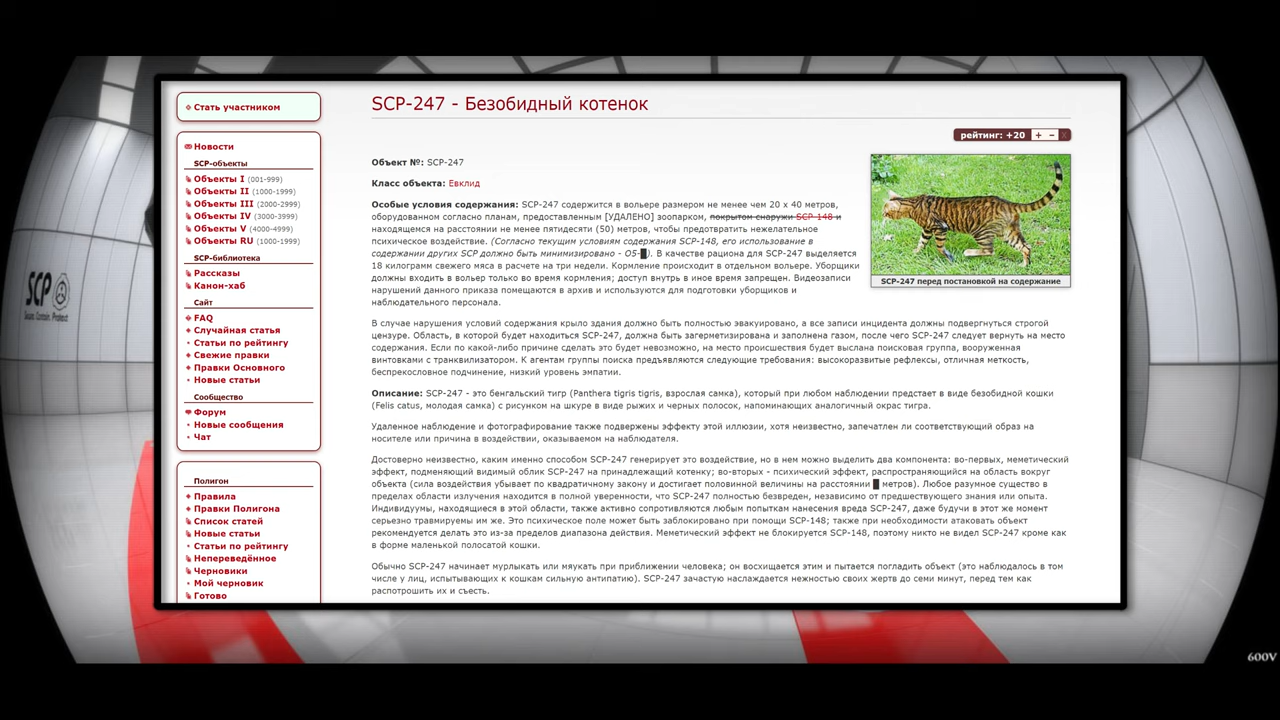 Стать участником
Новости
SCP-объекты
Объекты I (001-999)
Объекты II (1000-1999)
Объекты III (2000-2999)
Объекты IV (3000-3999)
Объекты V (4000-4999)
Объекты RU (1000-1999)
SCP-библиотека
Рассказы
Канон-хаб
Сайт
FAQ
Случайная статья
Статьи по рейтингу
Свежие правки
Правки Основного
Новые статьи
Сообщество
Форум
Новые сообщения
Чат
Полигон
Правила
Правки Полигона
Список статей
Новые статьи
Статьи по рейтингу
Непереведённое
Черновики
Мой черновик
Готово
SCP-247 - Безобидный котенок
рейтинг: +20 + − X
Объект №: SCP-247
Класс объекта: Евклид
Особые условия содержания: SCP-247 содержится в вольере размером не менее чем 20 x 40 метров,
оборудованном согласно планам, предоставленным [УДАЛЕНО] зоопарком, покрытом снаружи SCP-148 и
находящемся на расстоянии не менее пятидесяти (50) метров, чтобы предотвратить нежелательное
психическое воздействие. (Согласно текущим условиям содержания SCP-148, его использование в
содержании других SCP должно быть минимизировано - O5-█). В качестве рациона для SCP-247 выделяется
18 килограмм свежего мяса в расчете на три недели. Кормление происходит в отдельном вольере. Уборщики
должны входить в вольер только во время кормления; доступ внутрь в иное время запрещен. Видеозаписи
нарушений данного приказа помещаются в архив и используются для подготовки уборщиков и
наблюдательного персонала.
SCP-247 перед постановкой на содержание
В случае нарушения условий содержания крыло здания должно быть полностью эвакуировано, а все записи инцидента должны подвергнуться строгой
цензуре. Область, в которой будет находиться SCP-247, должна быть загерметизирована и заполнена газом, после чего SCP-247 следует вернуть на место
содержания. Если по какой-либо причине сделать это будет невозможно, на место происшествия будет выслана поисковая группа, вооруженная
винтовками с транквилизатором. К агентам группы поиска предъявляются следующие требования: высокоразвитые рефлексы, отличная меткость,
беспрекословное подчинение, низкий уровень эмпатии.
Описание: SCP-247 - это бенгальский тигр (Panthera tigris tigris, взрослая самка), который при любом наблюдении предстает в виде безобидной кошки
(Felis catus, молодая самка) с рисунком на шкуре в виде рыжих и черных полосок, напоминающих аналогичный окрас тигра.
Удаленное наблюдение и фотографирование также подвержены эффекту этой иллюзии, хотя неизвестно, запечатлен ли соответствующий образ на
носителе или причина в воздействии, оказываемом на наблюдателя.
Достоверно неизвестно, каким именно способом SCP-247 генерирует это воздействие, но в нем можно выделить два компонента: во-первых, меметический
эффект, подменяющий видимый облик SCP-247 на принадлежащий котенку; во-вторых - психический эффект, распространяющийся на область вокруг
объекта (сила воздействия убывает по квадратичному закону и достигает половинной величины на расстоянии █ метров). Любое разумное существо в
пределах области излучения находится в полной уверенности, что SCP-247 полностью безвреден, независимо от предшествующего знания или опыта.
Индивидуумы, находящиеся в этой области, также активно сопротивляются любым попыткам нанесения вреда SCP-247, даже будучи в этот же момент
серьезно травмируемы им же. Это психическое поле может быть заблокировано при помощи SCP-148; также при необходимости атаковать объект
рекомендуется делать это из-за пределов диапазона действия. Меметический эффект не блокируется SCP-148, поэтому никто не видел SCP-247 кроме как
в форме маленькой полосатой кошки.
Обычно SCP-247 начинает мурлыкать или мяукать при приближении человека; он восхищается этим и пытается погладить объект (это наблюдалось в том
числе у лиц, испытывающих к кошкам сильную антипатию). SCP-247 зачастую наслаждается нежностью своих жертв до семи минут, перед тем как
распотрошить их и съесть.
SCP
Secure. Contain. Protect.
600V